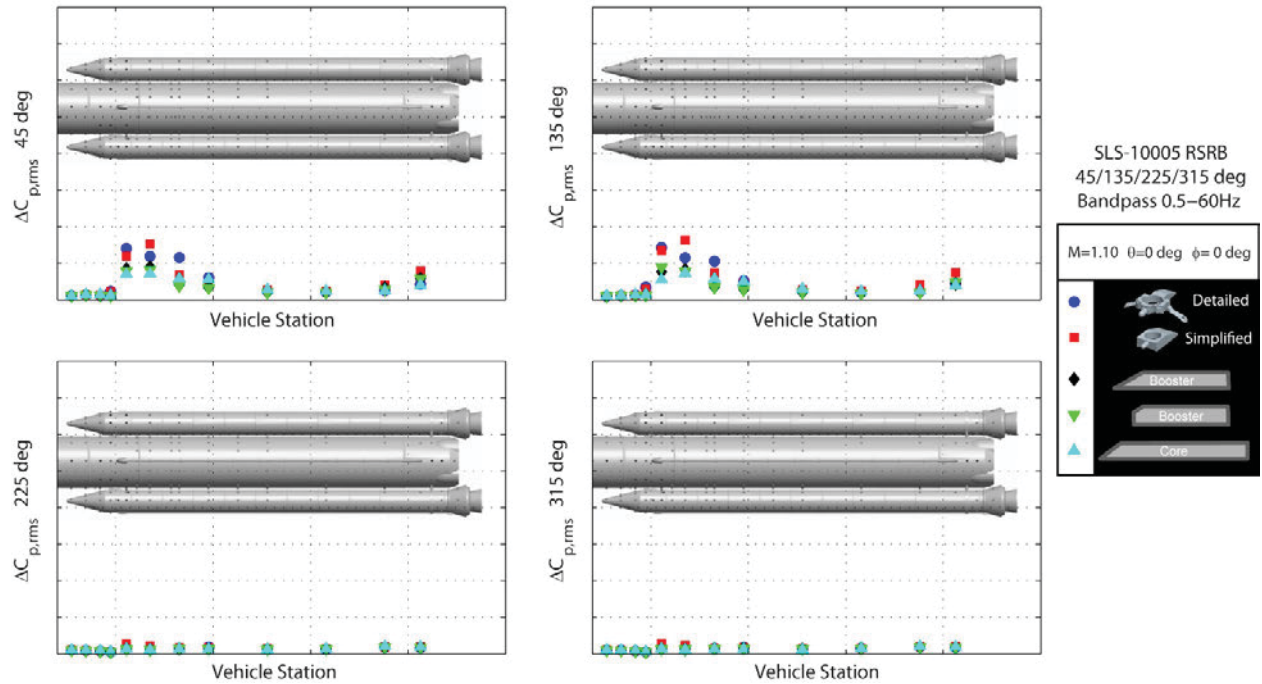 ΔC p,rms 45 deg
Vehicle Station
ΔC p,rms 135 deg
Vehicle Station
ΔC p,rms 225 deg
Vehicle Station
ΔC p,rms 315 deg
Vehicle Station
SLS-10005 RSRB
45/135/225/315 deg
Bandpass 0.5–60Hz
M=1.10 θ=0 deg ϕ= 0 deg
Detailed
Simplified
Booster
Booster
Core